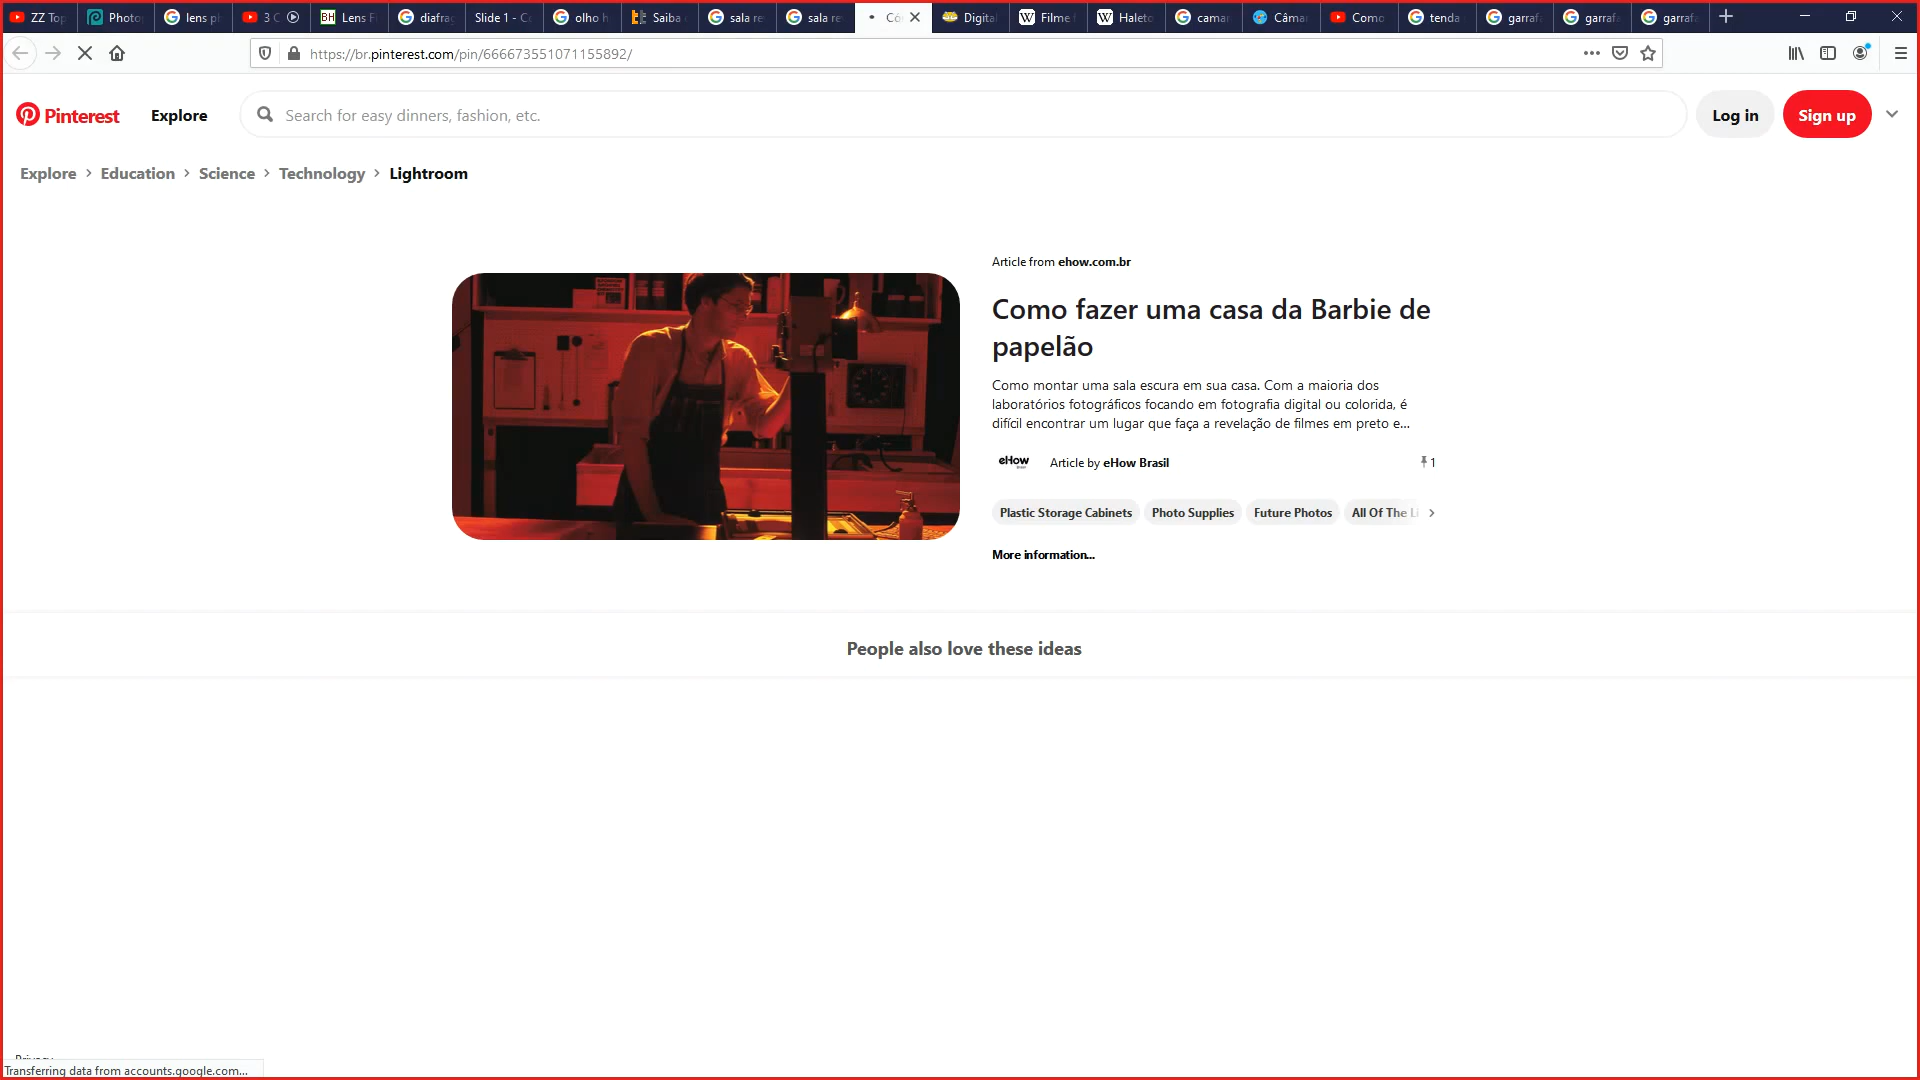 ZZ Top
Photo
lens p
3 C
BH Lens F
diafra
Slide 1 - C
olho h
Saiba
sala re
sala re
Có
Digita
W Filme
W Haleto
camar
Câmar
Como
tenda
garraf
garraf
garrafa
https://br.pinterest.com/pin/666673551071155892/
Pinterest
Explore
Search for easy dinners, fashion, etc.
Log in
Sign up
Explore > Education > Science > Technology > Lightroom
Article from ehow.com.br
Como fazer uma casa da Barbie de
papelão
Como montar uma sala escura em sua casa. Com a maioria dos
laboratórios fotográficos focando em fotografia digital ou colorida, é
difícil encontrar um lugar que faça a revelação de filmes em preto e...
eHow
Article by eHow Brasil
1
Plastic Storage Cabinets
Photo Supplies
Future Photos
All Of The Li
More information...
People also love these ideas
Privacy
Transferring data from accounts.google.com...